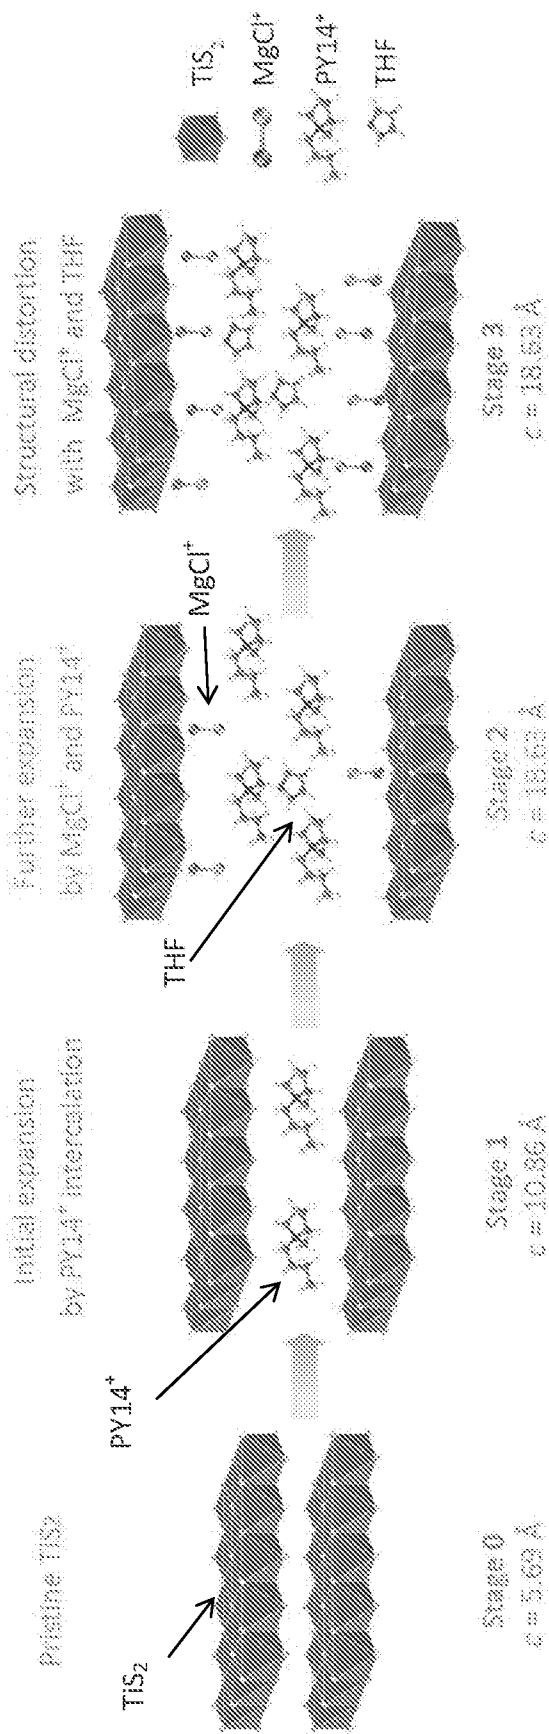 Pristine TiS₂
TiS₂
Stage 0
c = 5.69 Å
Initial expansion
by PY14⁺ intercalation
PY14⁺
Stage 1
c = 10.86 Å
Further expansion
by MgCl⁺ and PY14⁺
THF
MgCl⁺
Stage 2
c = 18.63 Å
Structural distortion
with MgCl⁺ and THF
Stage 3
c = 18.63 Å
TiS₂
MgCl⁺
PY14⁺
THF